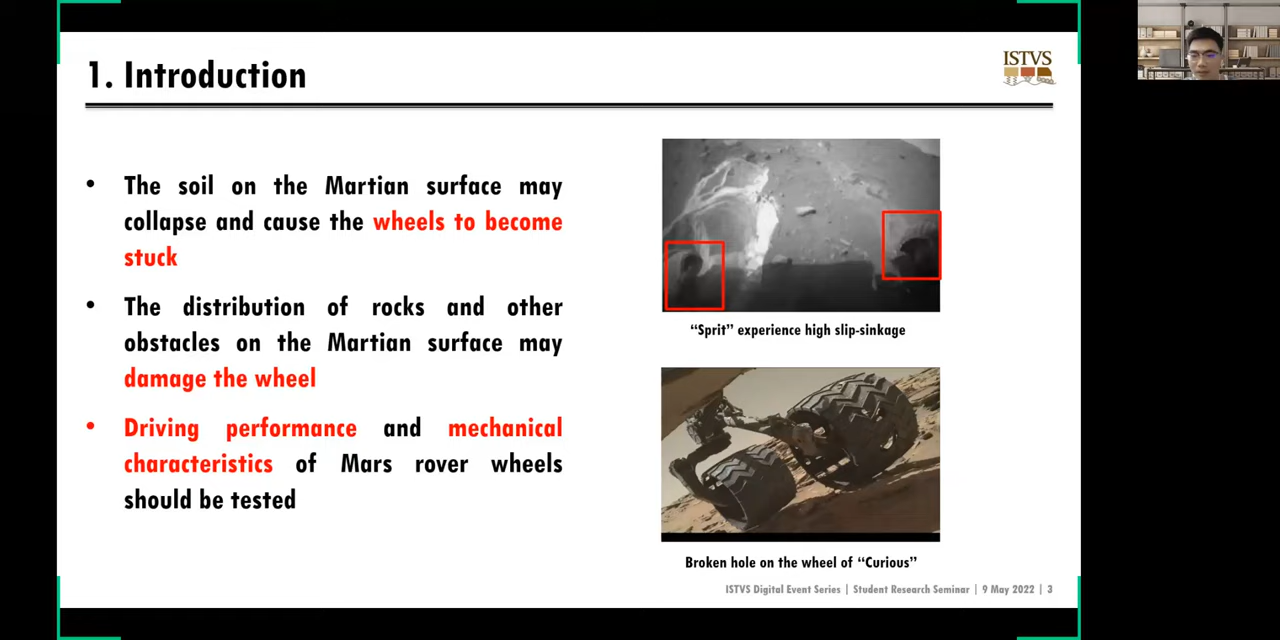 1. Introduction
ISTVS
• The soil on the Martian surface may
collapse and cause the wheels to become
stuck
• The distribution of rocks and other
obstacles on the Martian surface may
damage the wheel
• Driving performance and mechanical
characteristics of Mars rover wheels
should be tested
“Sprit” experience high slip-sinkage
Broken hole on the wheel of “Curious”
ISTVS Digital Event Series | Student Research Seminar | 9 May 2022 | 3